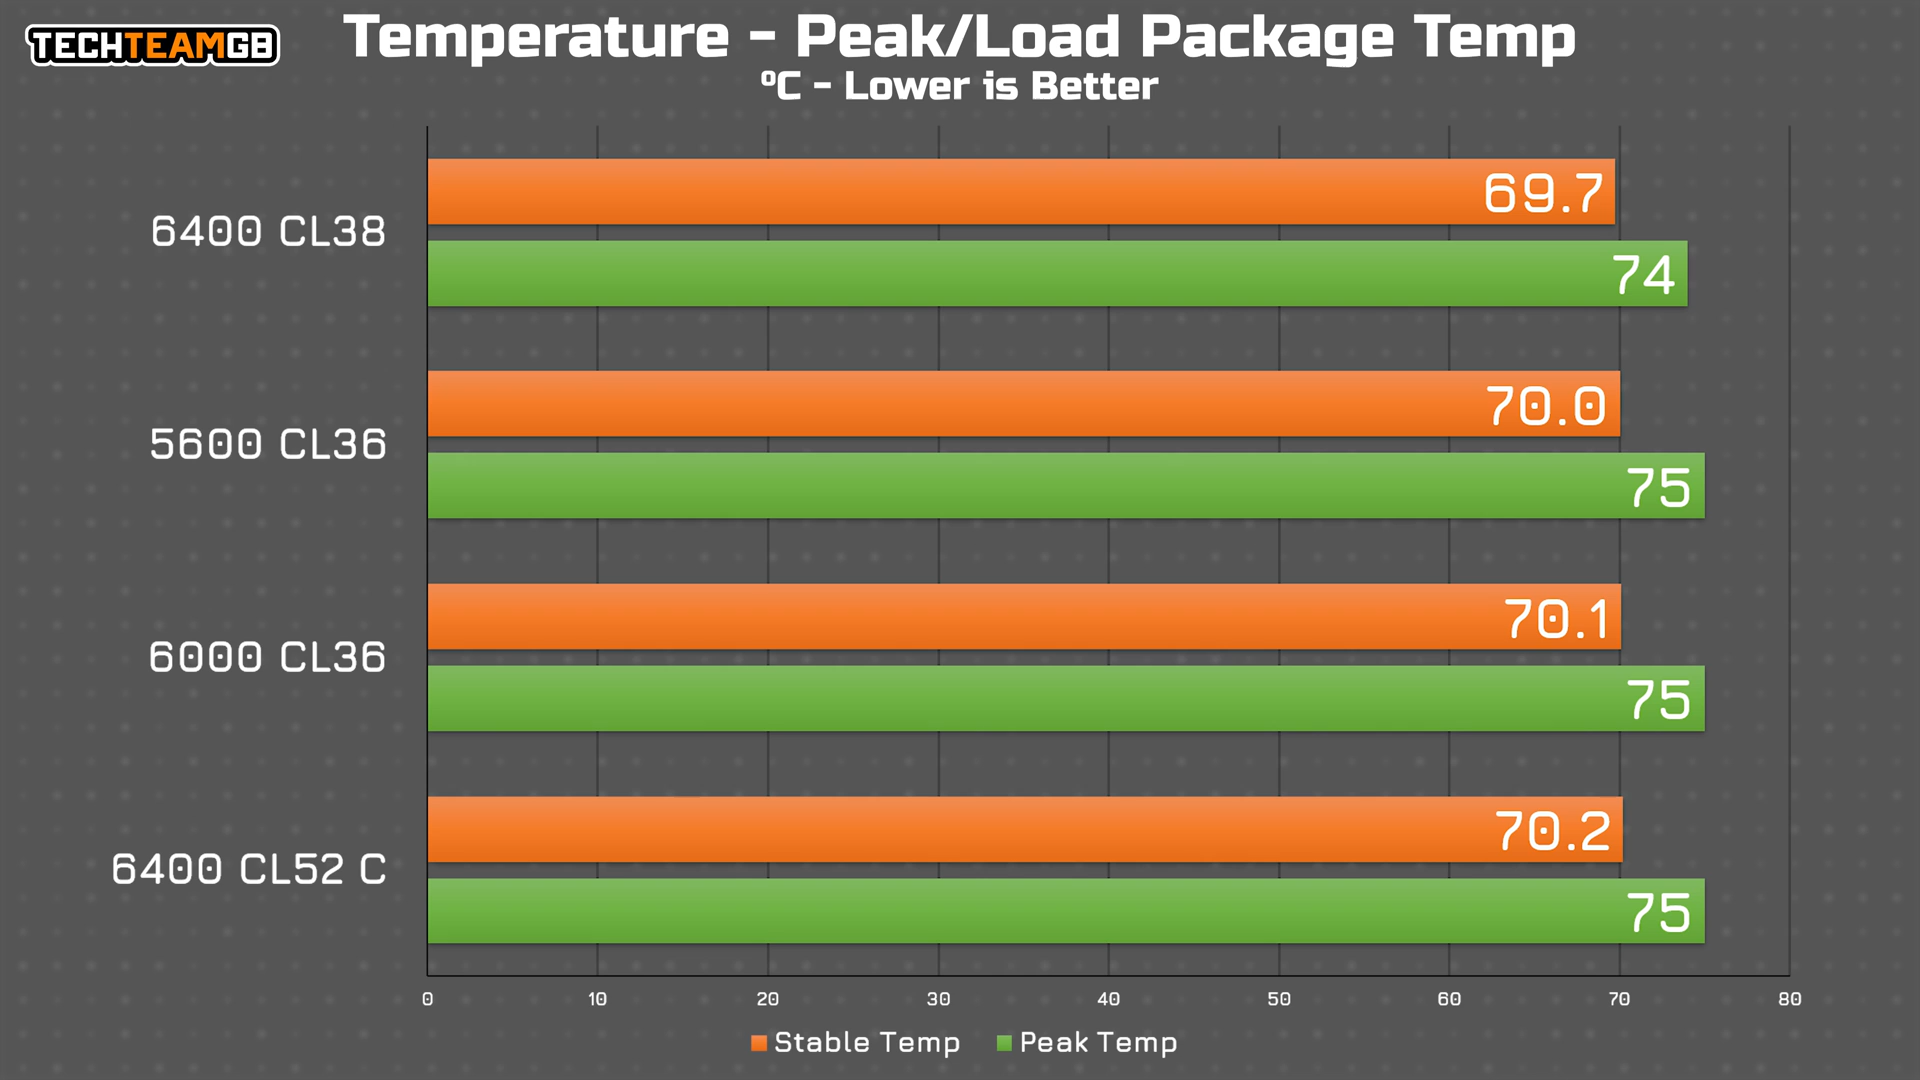 TECHTEAMGB
Temperature - Peak/Load Package Temp
ºC - Lower is Better
6400 CL38
69.7
74
5600 CL36
70.0
75
6000 CL36
70.1
75
6400 CL52 C
70.2
75
0 10 20 30 40 50 60 70 80
Stable Temp Peak Temp